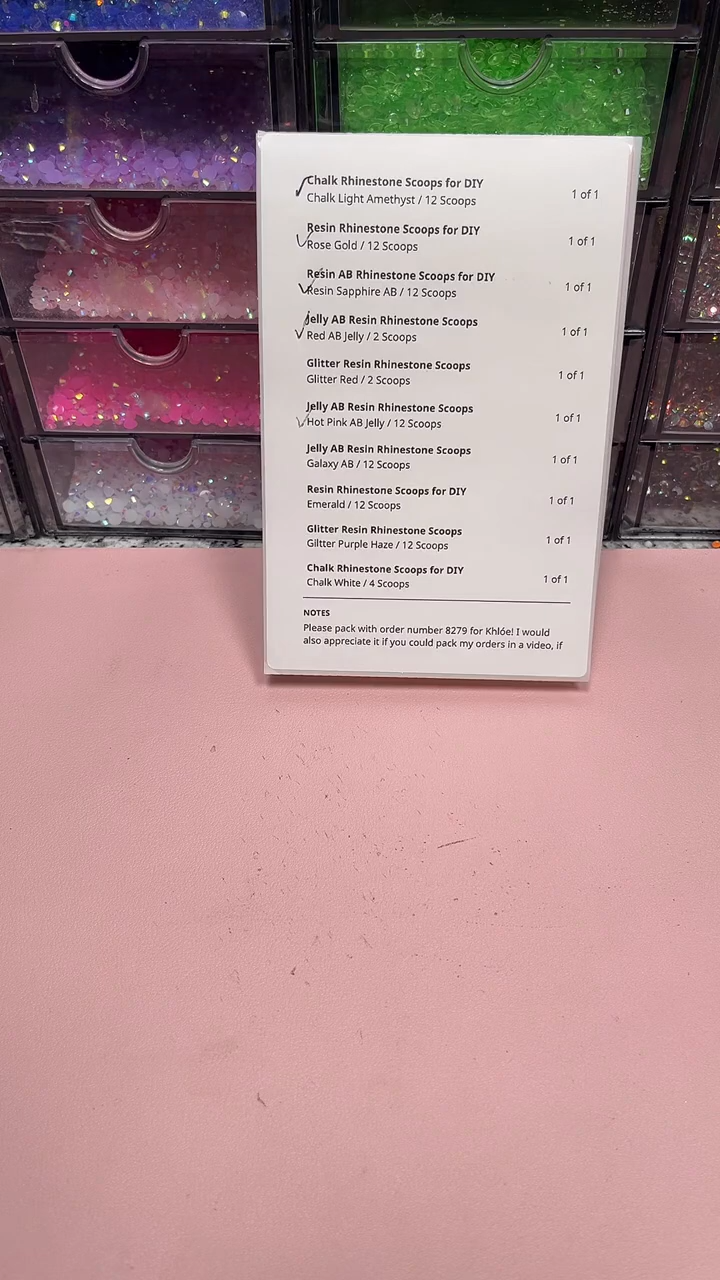 Chalk Rhinestone Scoops for DIY
Chalk Light Amethyst / 12 Scoops
1 of 1
Resin Rhinestone Scoops for DIY
Rose Gold / 12 Scoops
1 of 1
Resin AB Rhinestone Scoops for DIY
Resin Sapphire AB / 12 Scoops
1 of 1
Jelly AB Resin Rhinestone Scoops
Red AB Jelly / 2 Scoops
1 of 1
Glitter Resin Rhinestone Scoops
Glitter Red / 2 Scoops
1 of 1
Jelly AB Resin Rhinestone Scoops
Hot Pink AB Jelly / 12 Scoops
1 of 1
Jelly AB Resin Rhinestone Scoops
Galaxy AB / 12 Scoops
1 of 1
Resin Rhinestone Scoops for DIY
Emerald / 12 Scoops
1 of 1
Glitter Resin Rhinestone Scoops
Giltter Purple Haze / 12 Scoops
1 of 1
Chalk Rhinestone Scoops for DIY
Chalk White / 4 Scoops
1 of 1
NOTES
Please pack with order number 8279 for Khlóe! I would
also appreciate it if you could pack my orders in a video, if